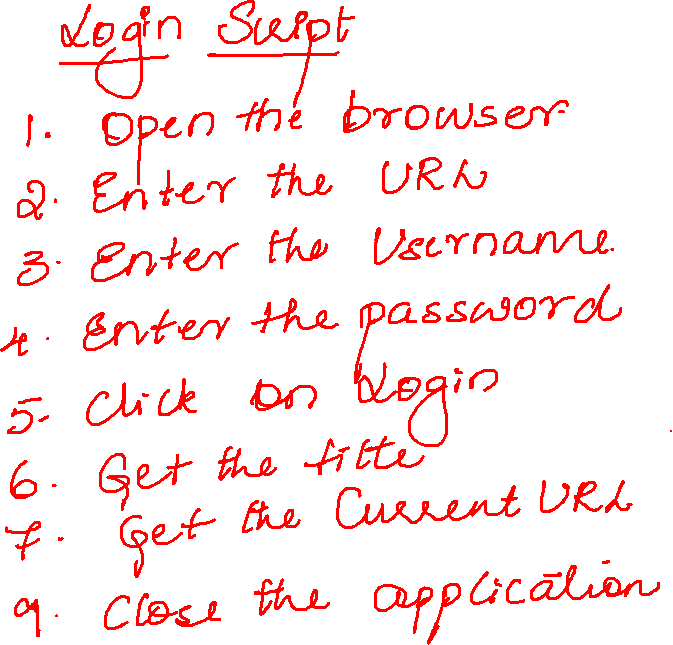 Login Script
1. Open the browser
2. Enter the URL
3. Enter the Username
4. Enter the password
5. Click on Login
6. Get the title
7. Get the Current URL
9. Close the application